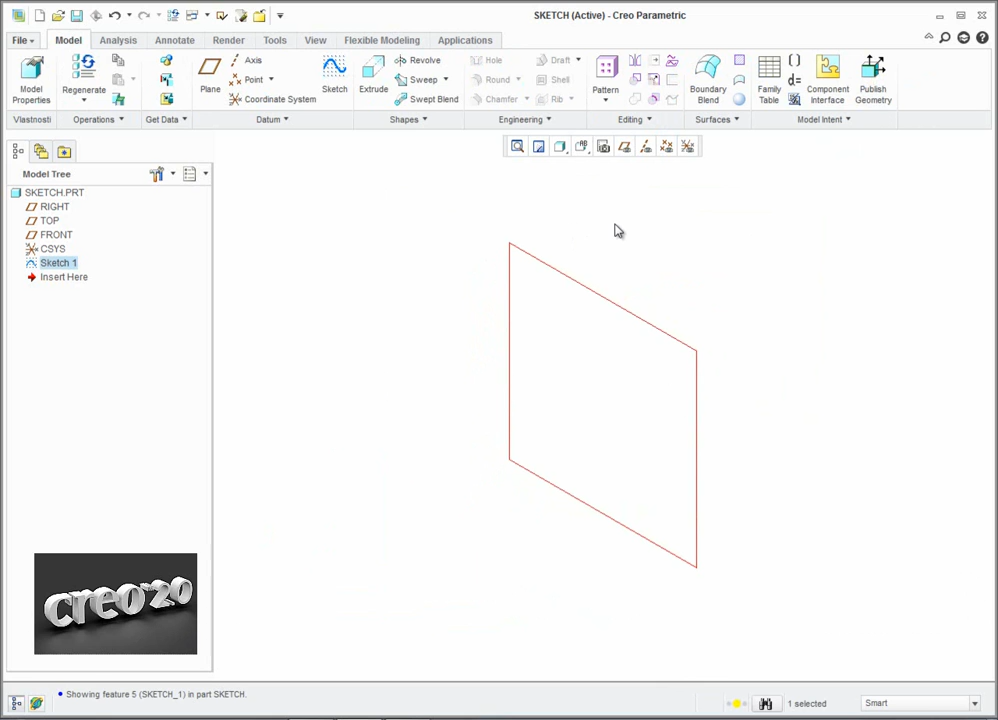 SKETCH (Active) - Creo Parametric
File
Model
Analysis
Annotate
Render
Tools
View
Flexible Modeling
Applications
Model
Properties
Regenerate
Plane
Axis
Point
Coordinate System
Sketch
Extrude
Revolve
Sweep
Swept Blend
Hole
Round
Chamfer
Draft
Shell
Rib
Pattern
Boundary
Blend
Family
Table
d=
Component
Interface
Publish
Geometry
Vlastnosti
Operations
Get Data
Datum
Shapes
Engineering
Editing
Surfaces
Model Intent
Model Tree
SKETCH.PRT
RIGHT
TOP
FRONT
CSYS
Sketch 1
Insert Here
creo 2.0
Showing feature 5 (SKETCH_1) in part SKETCH.
1 selected
Smart